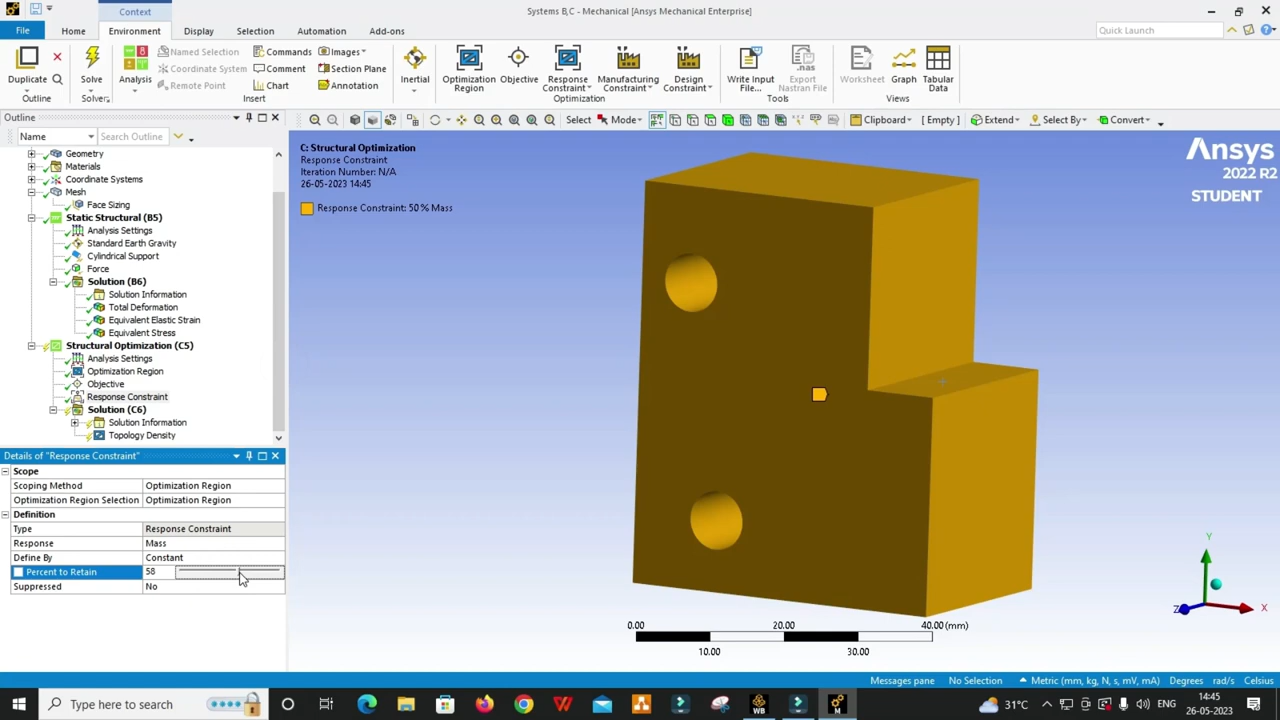 Context
Systems B,C - Mechanical [Ansys Mechanical Enterprise]
File Home Environment Display Selection Automation Add-ons Quick Launch
Duplicate Solve Analysis Named Selection Commands Images Inertial Optimization Region Objective Response Constraint Manufacturing Constraint Design Constraint Write Input File... Export Nastran File Worksheet Graph Tabular Data
Coordinate System Comment Section Plane
Remote Point Chart Annotation
Outline Solver Insert Optimization Tools Views
Outline
Select Mode Clipboard [ Empty ] Extend Select By Convert
Name Search Outline
Geometry
Materials
Coordinate Systems
Mesh
Face Sizing
Static Structural (B5)
Analysis Settings
Standard Earth Gravity
Cylindrical Support
Force
Solution (B6)
Solution Information
Total Deformation
Equivalent Elastic Strain
Equivalent Stress
Structural Optimization (C5)
Analysis Settings
Optimization Region
Objective
Response Constraint
Solution (C6)
Solution Information
Topology Density
C: Structural Optimization
Response Constraint
Iteration Number: N/A
26-05-2023 14:45
Response Constraint: 50 % Mass
Ansys
2022 R2
STUDENT
Details of "Response Constraint"
Scope
Scoping Method Optimization Region
Optimization Region Selection Optimization Region
Definition
Type Response Constraint
Response Mass
Define By Constant
Percent to Retain 58
Suppressed No
0.00 20.00 40.00 (mm)
10.00 30.00
Y
Z X
Messages pane No Selection Metric (mm, kg, N, s, mV, mA) Degrees rad/s Celsius
Type here to search WB M 31°C ENG 14:45
26-05-2023